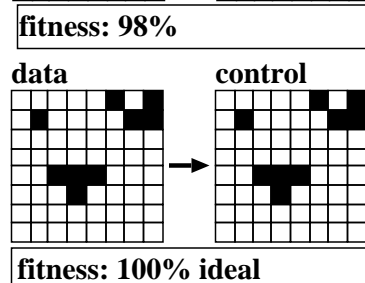 fitness: 98%
data control
fitness: 100% ideal